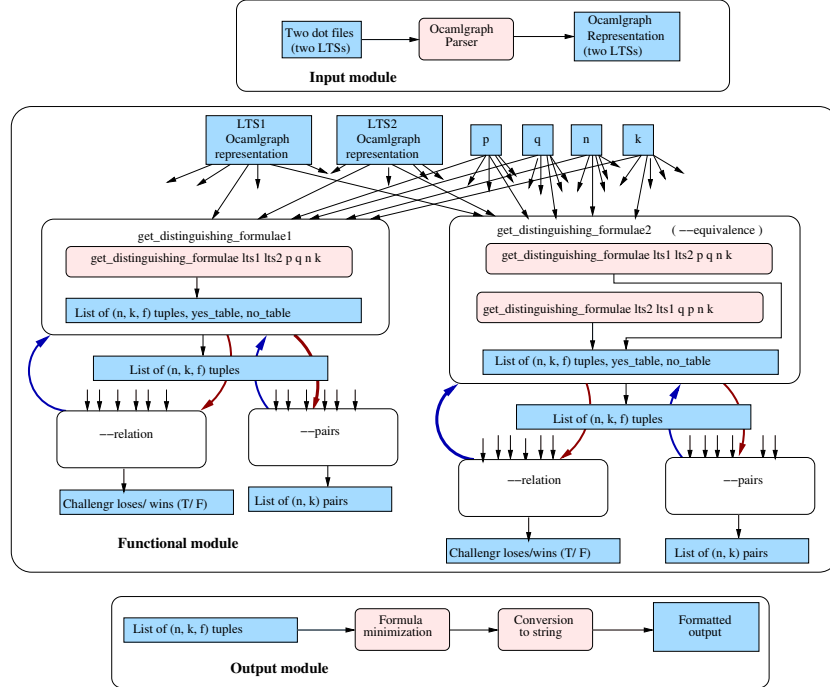 Two dot files
(two LTSs)
Ocamlgraph
Parser
Ocamlgraph
Representation
(two LTSs)
Input module
LTS1
Ocamlgraph
representation
LTS2
Ocamlgraph
representation
p
q
n
k
get_distinguishing_formulae1
get_distinguishing_formulae lts1 lts2 p q n k
List of (n, k, f) tuples, yes_table, no_table
List of (n, k, f) tuples
−−relation
−−pairs
Challengr loses/ wins (T/ F)
List of (n, k) pairs
get_distinguishing_formulae2 ( −−equivalence )
get_distinguishing_formulae lts1 lts2 p q n k
get_distinguishing_formulae lts2 lts1 q p n k
List of (n, k, f) tuples, yes_table, no_table
List of (n, k, f) tuples
−−relation
−−pairs
Challengr loses/wins (T/ F)
List of (n, k) pairs
Functional module
List of (n, k, f) tuples
Formula
minimization
Conversion
to string
Formatted
output
Output module